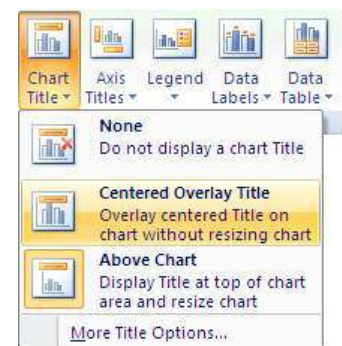 Chart Axis Legend Data Data
Title Titles Labels Table
None
Do not display a chart Title
Centered Overlay Title
Overlay centered Title on
chart without resizing chart
Above Chart
Display Title at top of chart
area and resize chart
More Title Options...